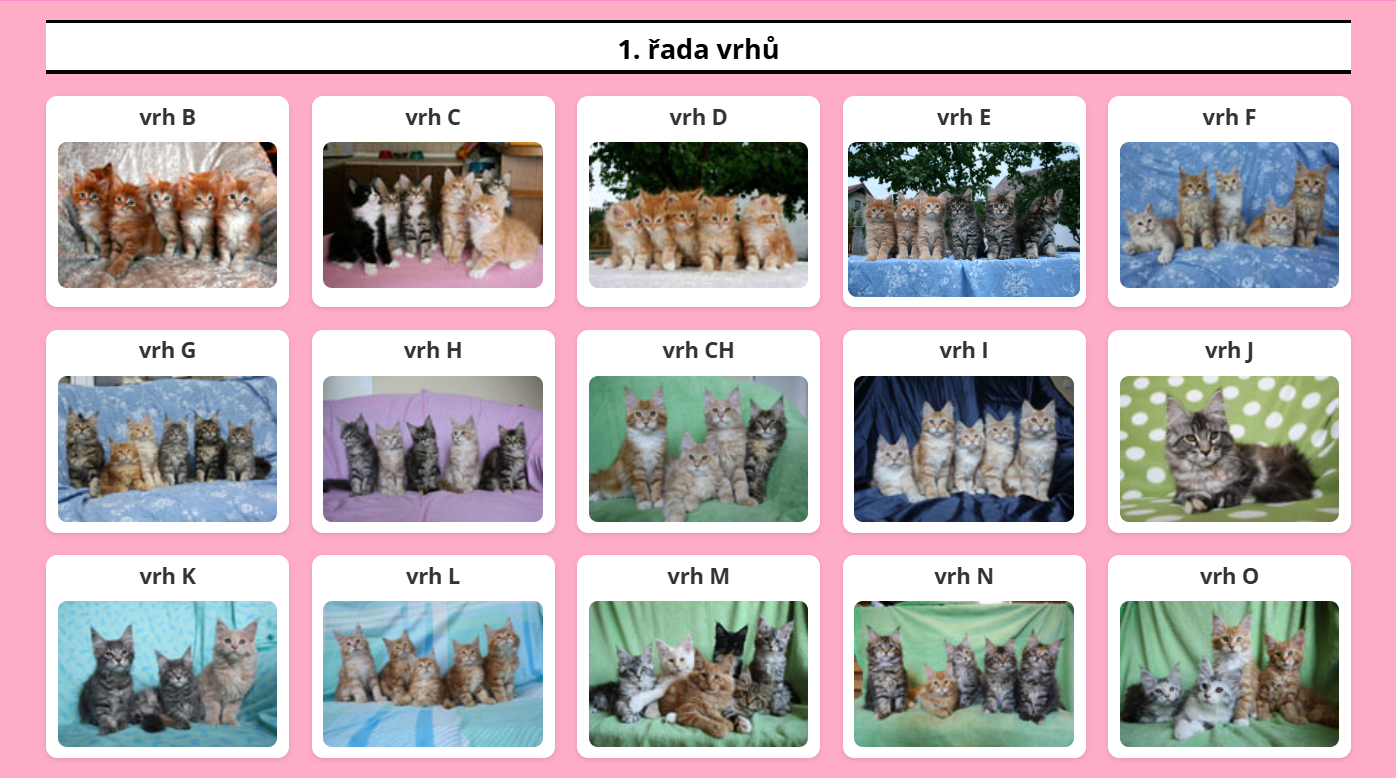 1. řada vrhů
vrh B
vrh C
vrh D
vrh E
vrh F
vrh G
vrh H
vrh CH
vrh I
vrh J
vrh K
vrh L
vrh M
vrh N
vrh O